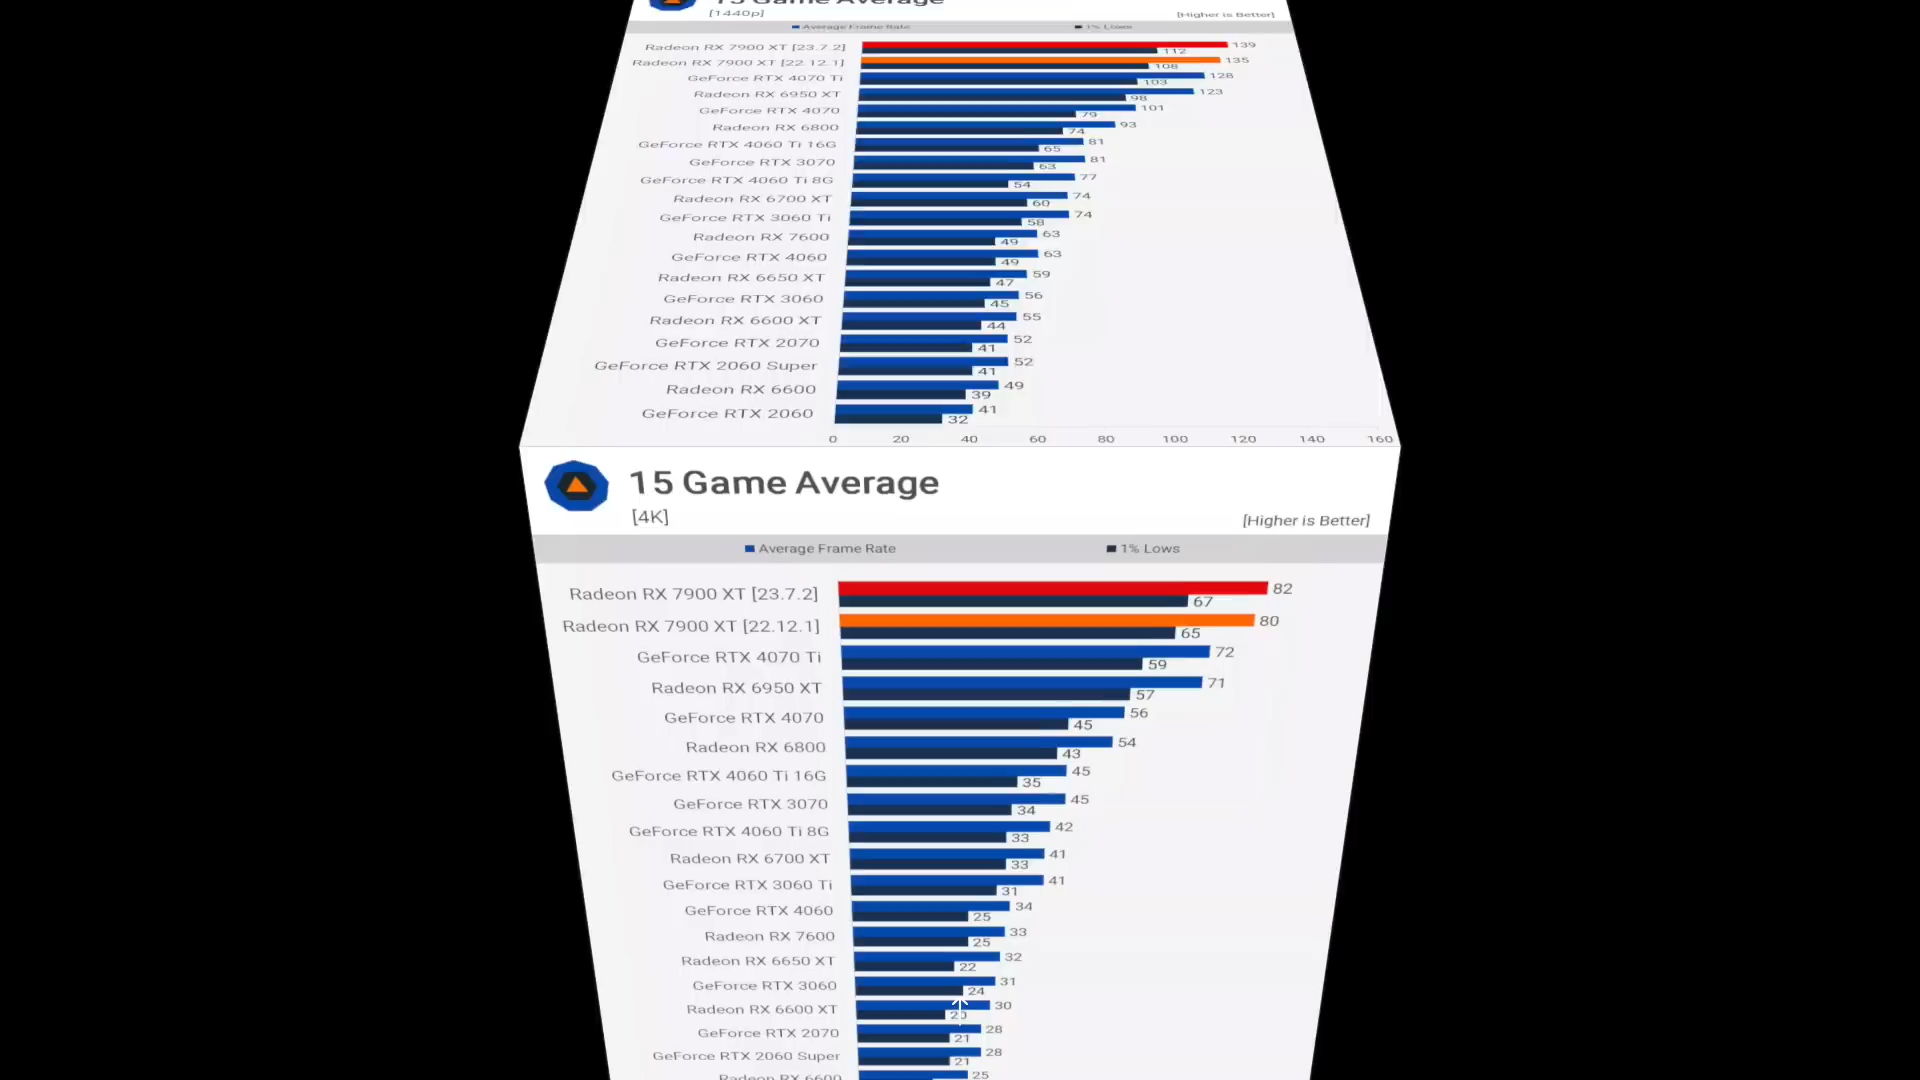 15 Game Average
[1440p]
[Higher is Better]
Average Frame Rate
1% Lows
Radeon RX 7900 XT [23.7.2] 139
112
Radeon RX 7900 XT [22.12.1] 135
108
GeForce RTX 4070 Ti 128
103
Radeon RX 6950 XT 123
98
GeForce RTX 4070 101
79
Radeon RX 6800 93
74
GeForce RTX 4060 Ti 16G 81
65
GeForce RTX 3070 81
63
GeForce RTX 4060 Ti 8G 77
54
Radeon RX 6700 XT 74
60
GeForce RTX 3060 Ti 74
58
Radeon RX 7600 63
49
GeForce RTX 4060 63
49
Radeon RX 6650 XT 59
47
GeForce RTX 3060 56
45
Radeon RX 6600 XT 55
44
GeForce RTX 2070 52
41
GeForce RTX 2060 Super 52
41
Radeon RX 6600 49
39
GeForce RTX 2060 41
32
0 20 40 60 80 100 120 140 160
15 Game Average
[4K]
[Higher is Better]
Average Frame Rate
1% Lows
Radeon RX 7900 XT [23.7.2] 82
67
Radeon RX 7900 XT [22.12.1] 80
65
GeForce RTX 4070 Ti 72
59
Radeon RX 6950 XT 71
57
GeForce RTX 4070 56
45
Radeon RX 6800 54
43
GeForce RTX 4060 Ti 16G 45
35
GeForce RTX 3070 45
34
GeForce RTX 4060 Ti 8G 42
33
Radeon RX 6700 XT 41
33
GeForce RTX 3060 Ti 41
31
GeForce RTX 4060 34
25
Radeon RX 7600 33
25
Radeon RX 6650 XT 32
22
GeForce RTX 3060 31
24
Radeon RX 6600 XT 30
GeForce RTX 2070 28
21
GeForce RTX 2060 Super 28
21
Radeon RX 6600 25